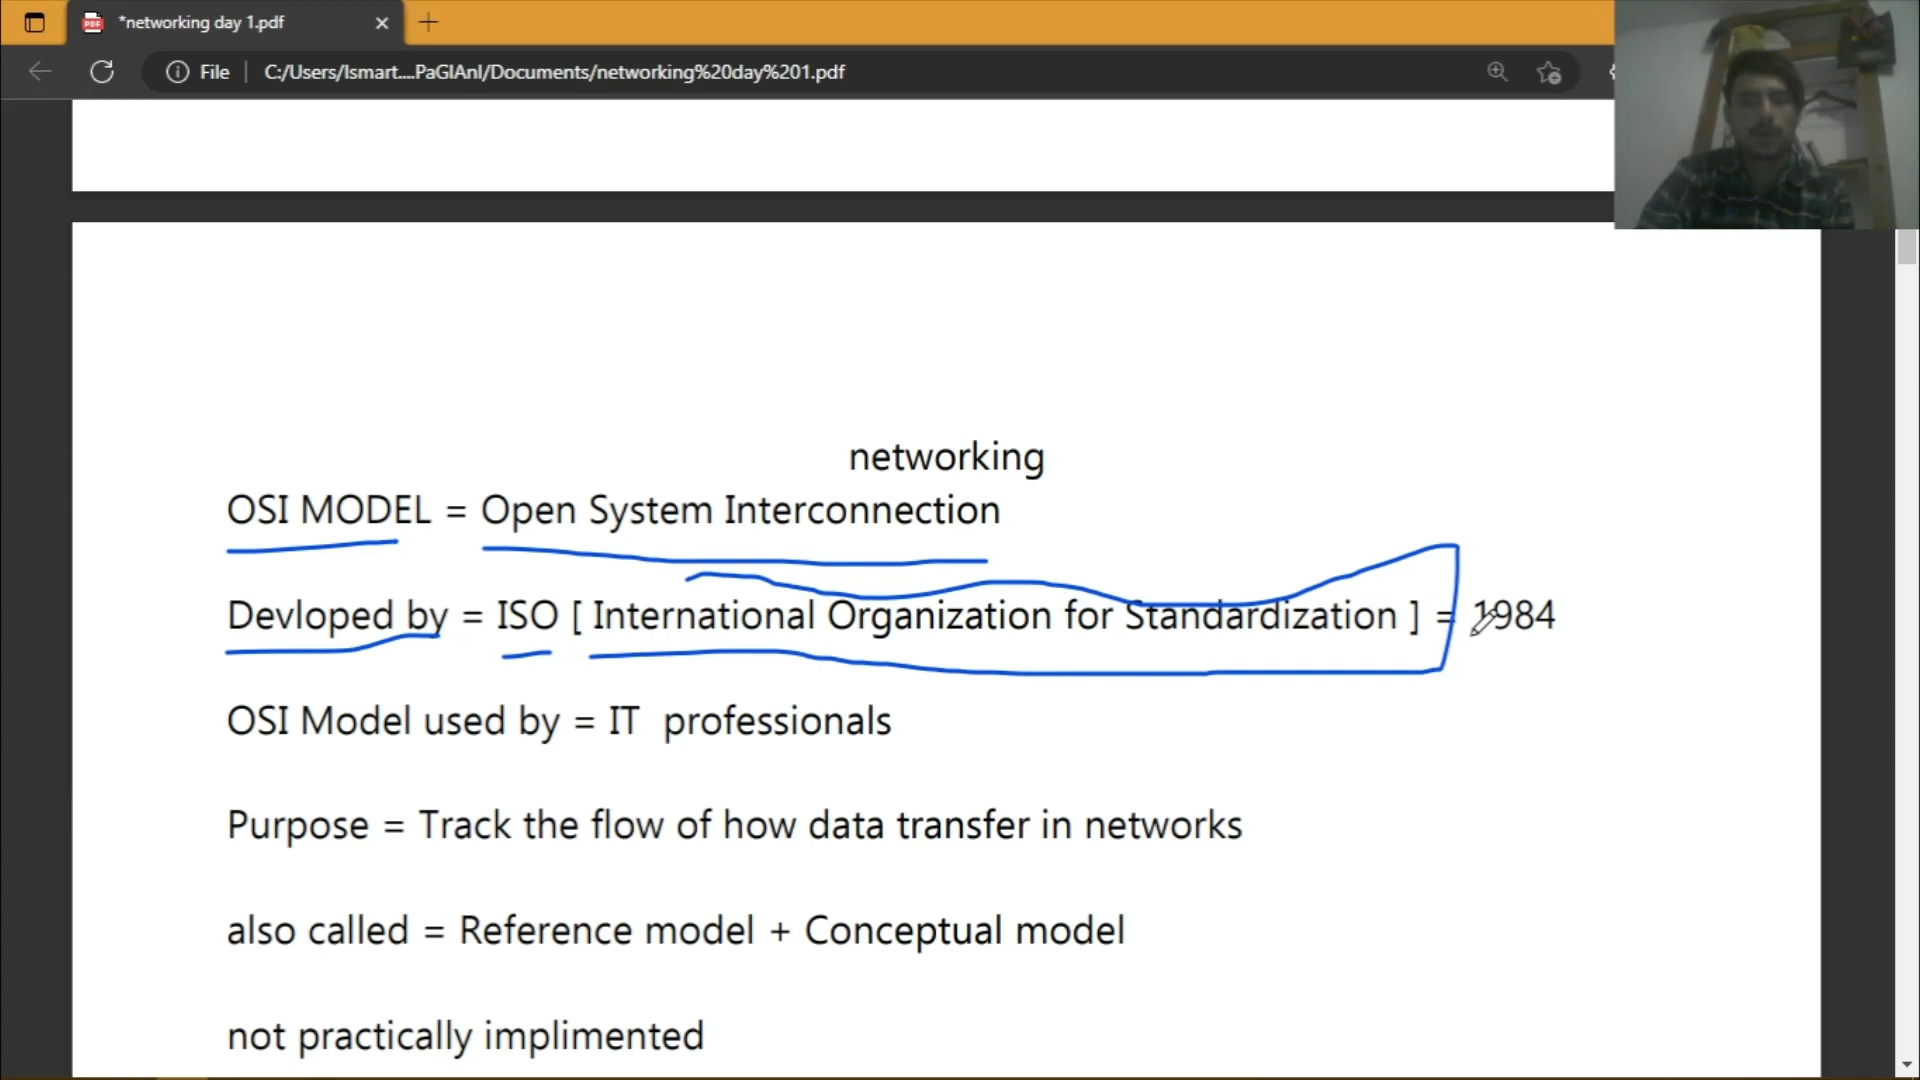 *networking day 1.pdf
File | C:/Users/Ismart....PaGlAnI/Documents/networking%20day%201.pdf
networking
OSI MODEL = Open System Interconnection
Devloped by = ISO [ International Organization for Standardization ] = 1984
OSI Model used by = IT professionals
Purpose = Track the flow of how data transfer in networks
also called = Reference model + Conceptual model
not practically implimented